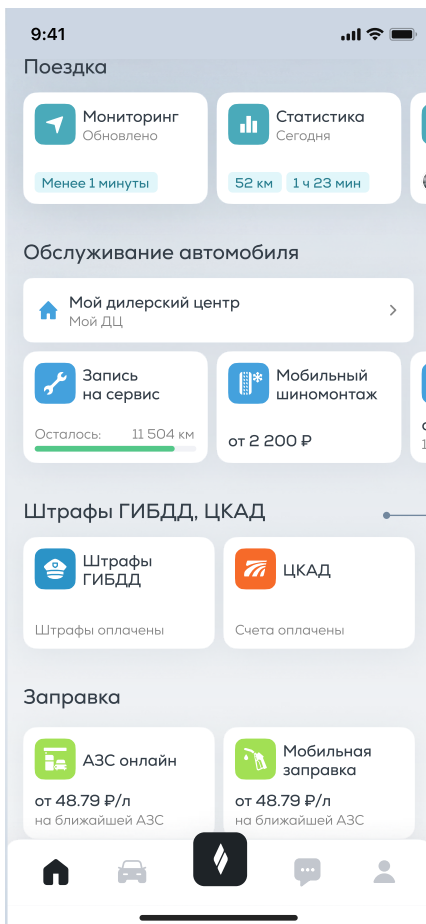 9:41
Поездка
Мониторинг
Обновлено
Менее 1 минуты
Статистика
Сегодня
52 км 1 ч 23 мин
Обслуживание автомобиля
Мой дилерский центр
Мой ДЦ
Запись
на сервис
Осталось: 11 504 км
Мобильный
шиномонтаж
от 2 200 ₽
Штрафы ГИБДД, ЦКАД
Штрафы
ГИБДД
Штрафы оплачены
ЦКАД
Счета оплачены
Заправка
АЗС онлайн
от 48.79 ₽/л
на ближайшей АЗС
Мобильная
заправка
от 48.79 ₽/л
на ближайшей АЗС